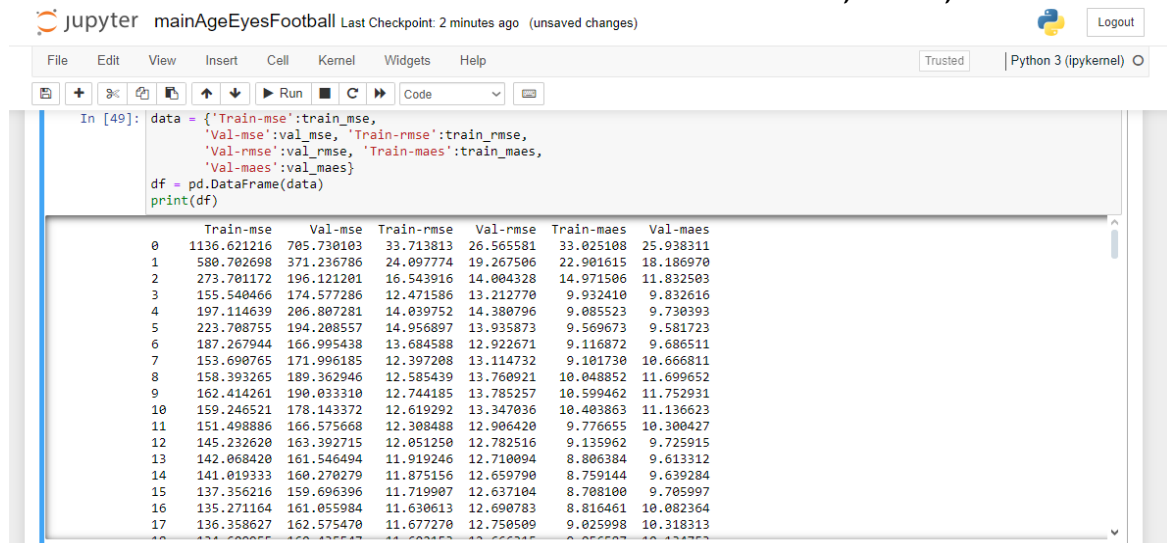 jupyter mainAgeEyesFootball Last Checkpoint: 2 minutes ago (unsaved changes) Logout
File Edit View Insert Cell Kernel Widgets Help Trusted Python 3 (ipykernel)
Run Code
In [49]: data = {'Train-mse':train_mse,
'Val-mse':val_mse, 'Train-rmse':train_rmse,
'Val-rmse':val_rmse, 'Train-maes':train_maes,
'Val-maes':val_maes}
df = pd.DataFrame(data)
print(df)
Train-mse Val-mse Train-rmse Val-rmse Train-maes Val-maes
0 1136.621216 705.730103 33.713813 26.565581 33.025108 25.938311
1 580.702698 371.236786 24.097774 19.267506 22.901615 18.186970
2 273.701172 196.121201 16.543916 14.004328 14.971506 11.832503
3 155.540466 174.577286 12.471586 13.212770 9.932410 9.832616
4 197.114639 206.807281 14.039752 14.380796 9.085523 9.730393
5 223.708755 194.208557 14.956897 13.935873 9.569673 9.581723
6 187.267944 166.995438 13.684588 12.922671 9.116872 9.686511
7 153.690765 171.996185 12.397208 13.114732 9.101730 10.666811
8 158.393265 189.362946 12.585439 13.760921 10.048852 11.699652
9 162.414261 190.033310 12.744185 13.785257 10.599462 11.752931
10 159.246521 178.143372 12.619292 13.347036 10.403863 11.136623
11 151.498886 166.575668 12.308488 12.906420 9.776655 10.300427
12 145.232620 163.392715 12.051250 12.782516 9.135962 9.725915
13 142.068420 161.546494 11.919246 12.710094 8.806384 9.613312
14 141.019333 160.270279 11.875156 12.659790 8.759144 9.639284
15 137.356216 159.696396 11.719907 12.637104 8.708100 9.705997
16 135.271164 161.055984 11.630613 12.690783 8.816461 10.082364
17 136.358627 162.575470 11.677270 12.750509 9.025998 10.318313